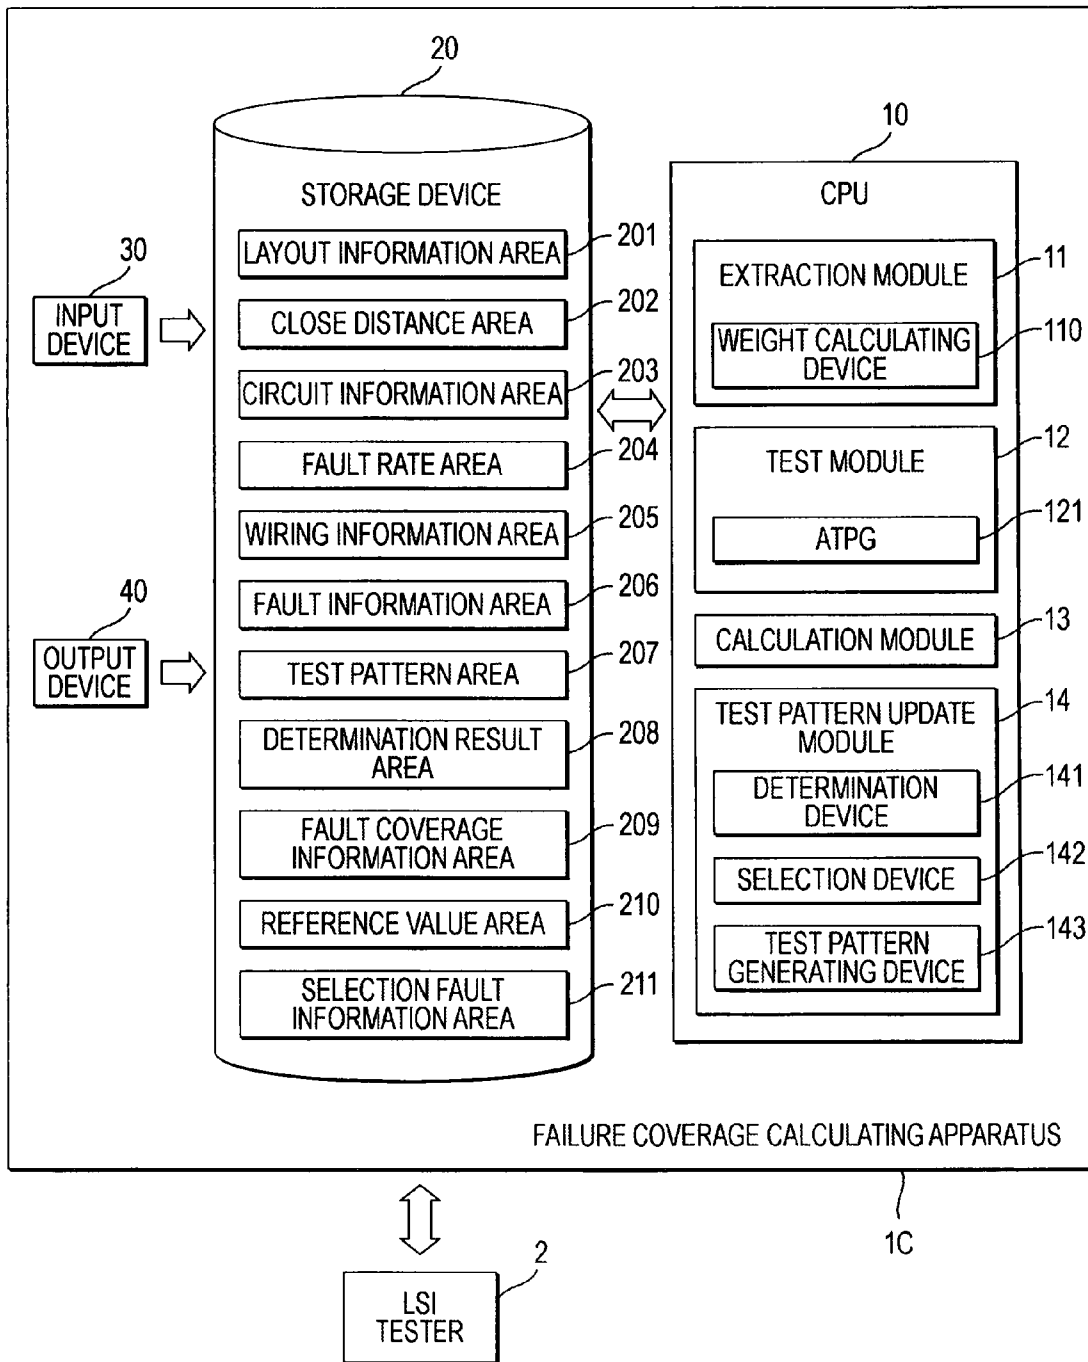 20
STORAGE DEVICE
LAYOUT INFORMATION AREA
201
CLOSE DISTANCE AREA
202
CIRCUIT INFORMATION AREA
203
FAULT RATE AREA
204
WIRING INFORMATION AREA
205
FAULT INFORMATION AREA
206
TEST PATTERN AREA
207
DETERMINATION RESULT
AREA
208
FAULT COVERAGE
INFORMATION AREA
209
REFERENCE VALUE AREA
210
SELECTION FAULT
INFORMATION AREA
211
30
INPUT
DEVICE
40
OUTPUT
DEVICE
10
CPU
EXTRACTION MODULE
11
WEIGHT CALCULATING
DEVICE
110
TEST MODULE
12
ATPG
121
CALCULATION MODULE
13
TEST PATTERN UPDATE
MODULE
14
DETERMINATION
DEVICE
141
SELECTION DEVICE
142
TEST PATTERN
GENERATING DEVICE
143
FAILURE COVERAGE CALCULATING APPARATUS
1C
2
LSI
TESTER